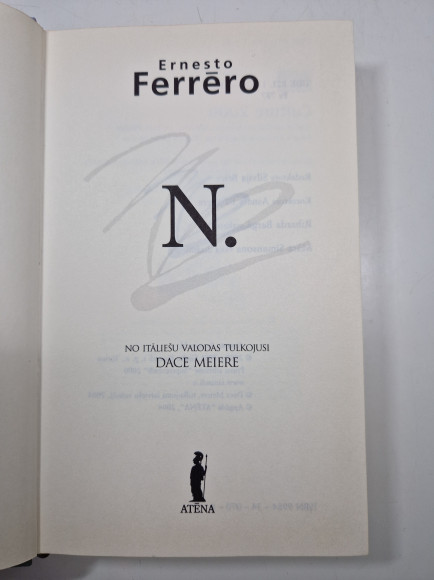 Ernesto
Ferrēro
N.
NO ITĀLIEŠU VALODAS TULKOJUSI
DACE MEIERE
ATĒNA